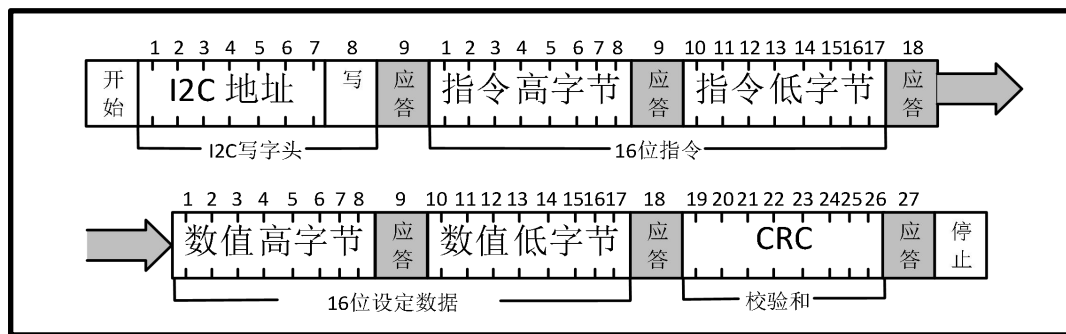 1 2 3 4 5 6 7 8 9 1 2 3 4 5 6 7 8 9 10 11 12 13 14 15 16 17 18
开始 I2C 地址 写 应答 指令高字节 应答 指令低字节 应答
I2C写字头 16位指令
1 2 3 4 5 6 7 8 9 10 11 12 13 14 15 16 17 18 19 20 21 22 23 24 25 26 27
数值高字节 应答 数值低字节 应答 CRC 应答 停止
16位设定数据 校验和